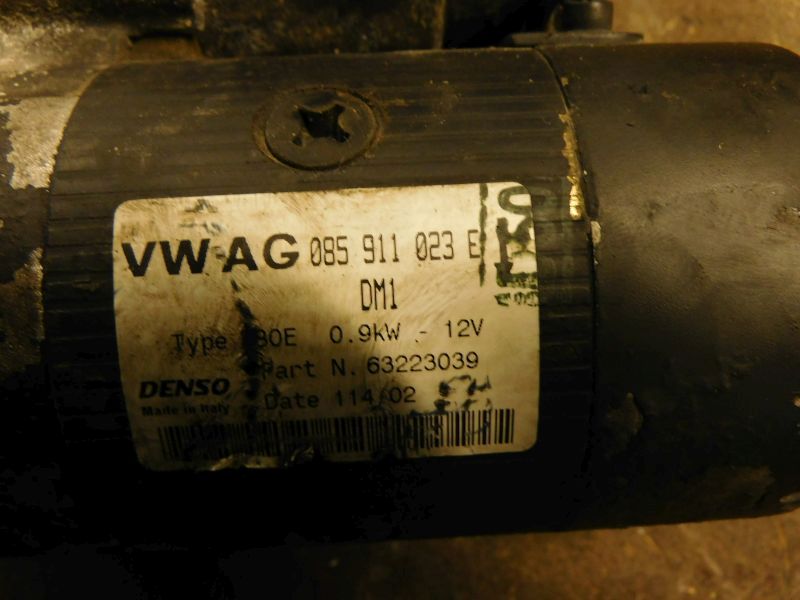 VW AG 085 911 023 E
DM1
Type 80E 0.9kW - 12V
Part N. 63223039
DENSO
Date 114/02
Made in Italy